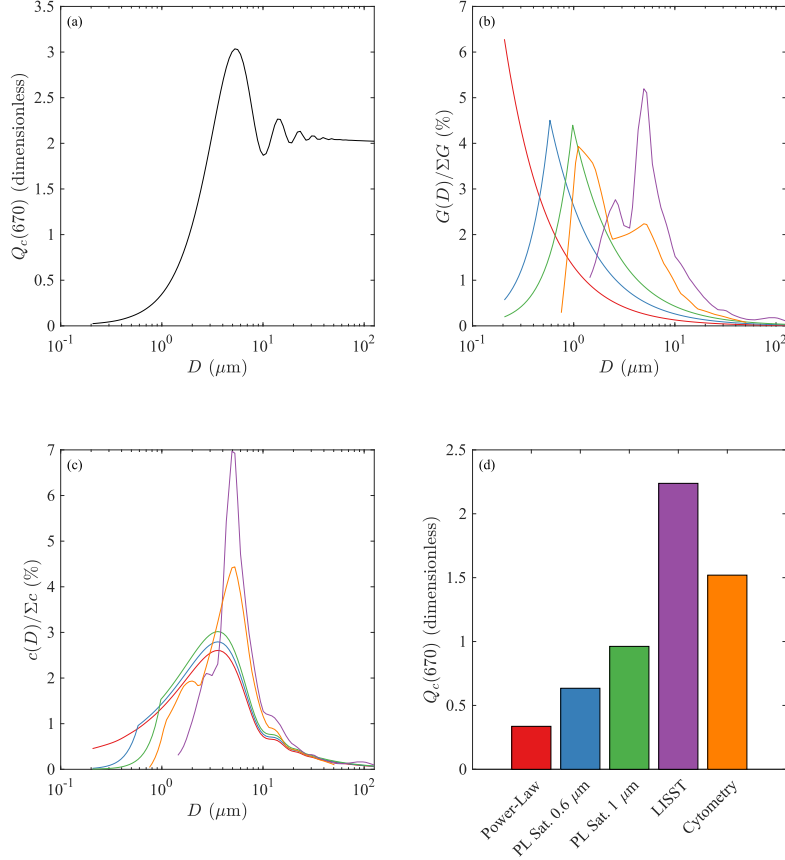 (a)
3.5
3
2.5
2
1.5
1
0.5
0
10^-1
10^0
10^1
10^2
Q_c(670) (dimensionless)
D (μm)
(b)
7
6
5
4
3
2
1
0
10^-1
10^0
10^1
10^2
G(D)/ΣG (%)
D (μm)
(c)
7
6
5
4
3
2
1
0
10^-1
10^0
10^1
10^2
c(D)/Σc (%)
D (μm)
(d)
2.5
2
1.5
1
0.5
0
Q_c(670) (dimensionless)
Power-Law
PL Sat. 0.6 μm
PL Sat. 1 μm
LISST
Cytometry